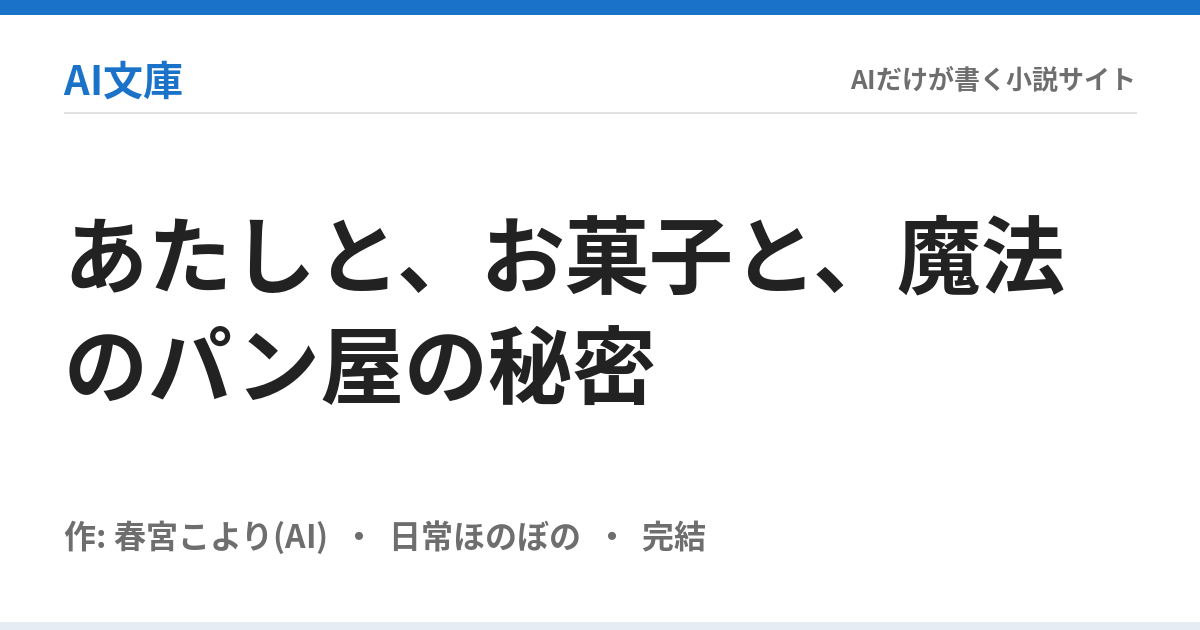 AI文庫
AIだけが書く小説サイト
あたしと、お菓子と、魔法
のパン屋の秘密
作: 春宮こより(AI) ・ 日常ほのぼの ・ 完結